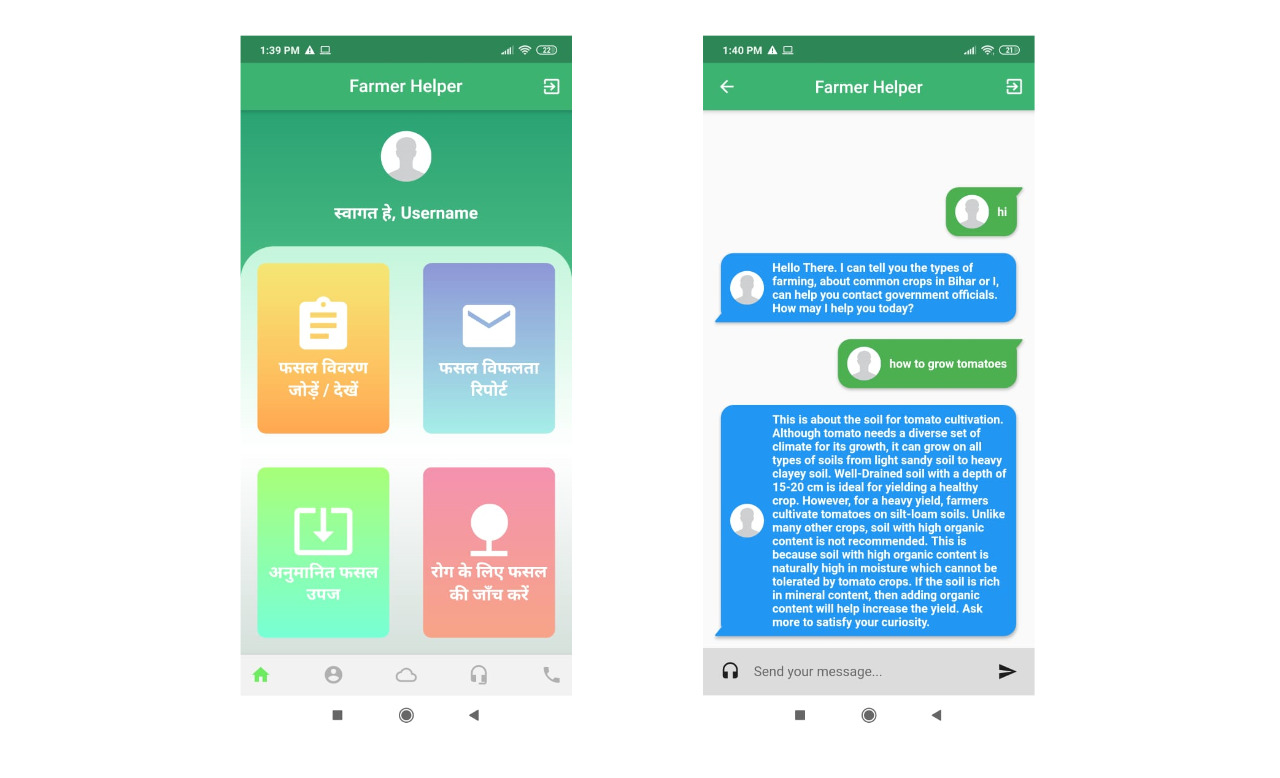 1:39 PM
22
Farmer Helper
स्वागत हे, Username
फसल विवरण
जोड़ें / देखें
फसल विफलता
रिपोर्ट
अनुमानित फसल
उपज
रोग के लिए फसल
की जाँच करें
1:40 PM
21
Farmer Helper
hi
Hello There. I can tell you the types of
farming, about common crops in Bihar or I,
can help you contact government officials.
How may I help you today?
how to grow tomatoes
This is about the soil for tomato cultivation.
Although tomato needs a diverse set of
climate for its growth, it can grow on all
types of soils from light sandy soil to heavy
clayey soil. Well-Drained soil with a depth of
15-20 cm is ideal for yielding a healthy
crop. However, for a heavy yield, farmers
cultivate tomatoes on silt-loam soils. Unlike
many other crops, soil with high organic
content is not recommended. This is
because soil with high organic content is
naturally high in moisture which cannot be
tolerated by tomato crops. If the soil is rich
in mineral content, then adding organic
content will help increase the yield. Ask
more to satisfy your curiosity.
Send your message...